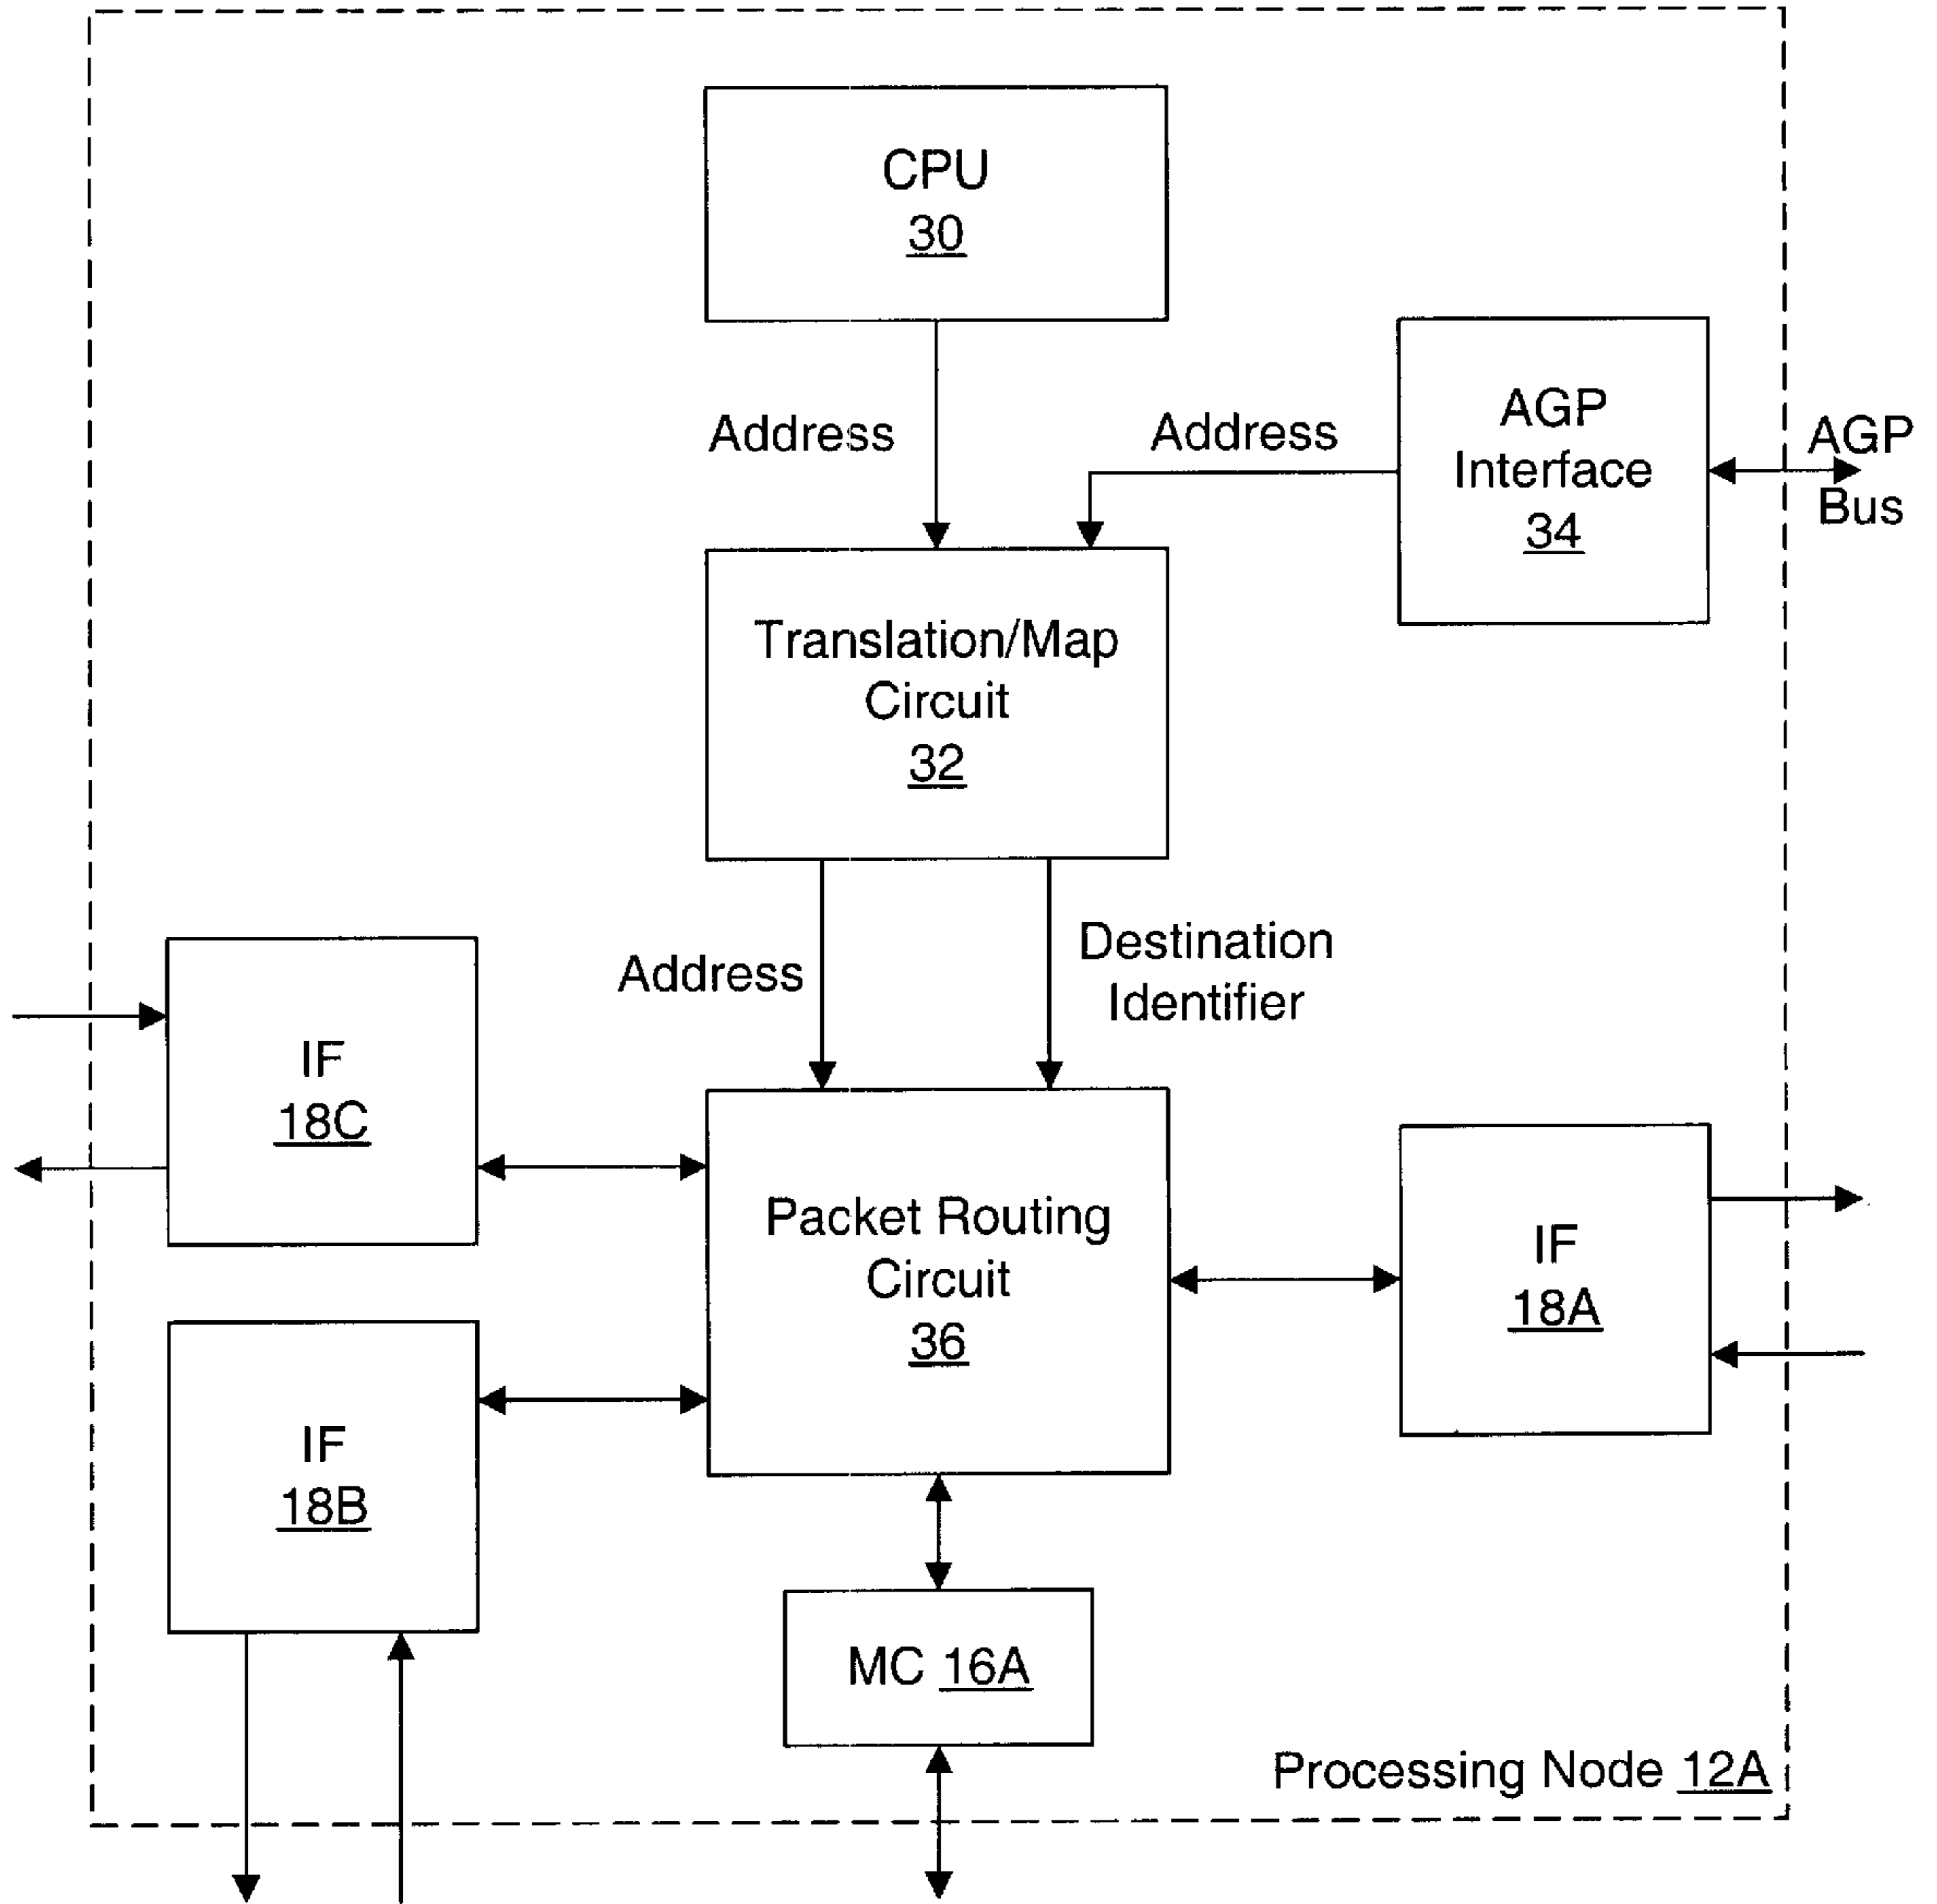 CPU
30
Address
Address
AGP
Interface
34
AGP
Bus
Translation/Map
Circuit
32
Address
Destination
Identifier
IF
18C
Packet Routing
Circuit
36
IF
18A
IF
18B
MC 16A
Processing Node 12A